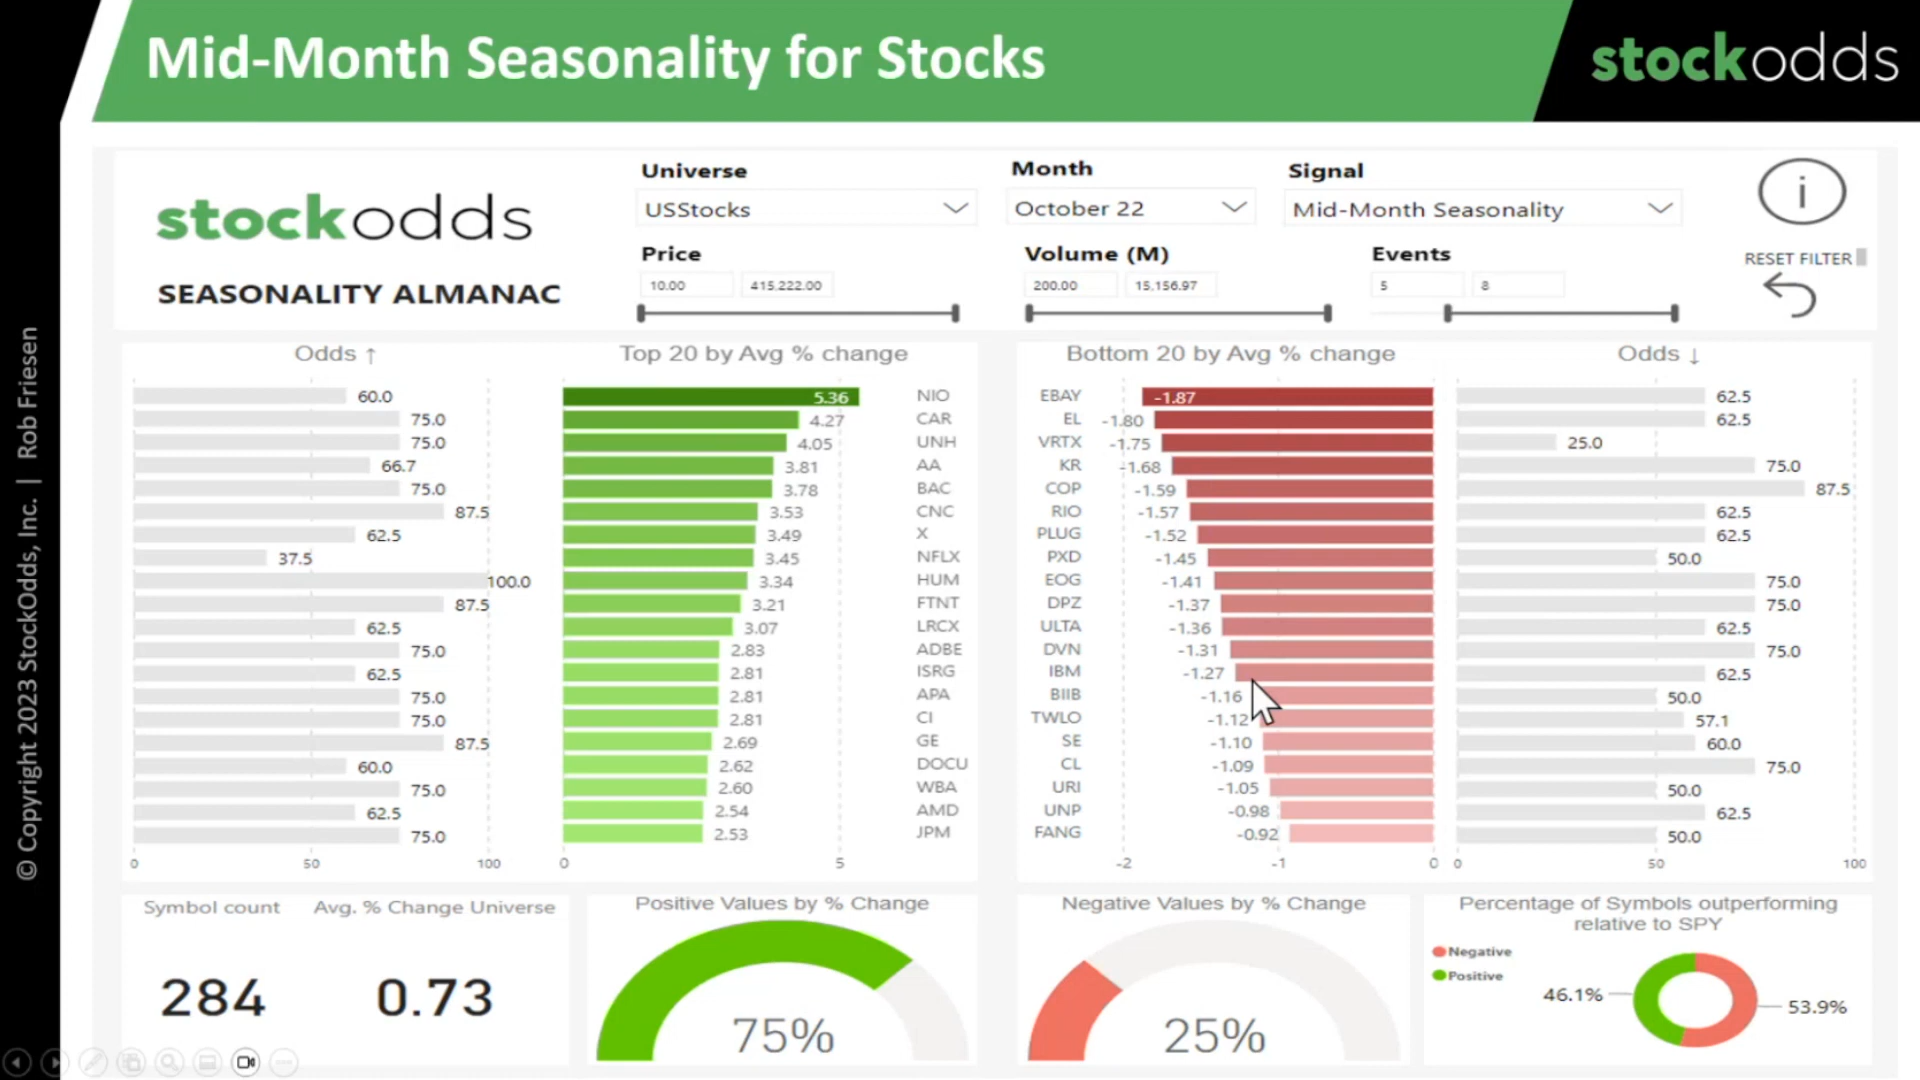 Mid-Month Seasonality for Stocks
stockodds
© Copyright 2023 StockOdds, Inc. | Rob Friesen
stockodds
SEASONALITY ALMANAC
Universe
USStocks
Month
October 22
Signal
Mid-Month Seasonality
i
Price
10.00 415,222.00
Volume (M)
200.00 15,156.97
Events
5 8
RESET FILTER
Odds ↑ Top 20 by Avg % change
60.0 5.36 NIO
75.0 4.27 CAR
75.0 4.05 UNH
66.7 3.81 AA
75.0 3.78 BAC
87.5 3.53 CNC
62.5 3.49 X
37.5 3.45 NFLX
100.0 3.34 HUM
87.5 3.21 FTNT
62.5 3.07 LRCX
75.0 2.83 ADBE
62.5 2.81 ISRG
75.0 2.81 APA
75.0 2.81 CI
87.5 2.69 GE
60.0 2.62 DOCU
75.0 2.60 WBA
62.5 2.54 AMD
75.0 2.53 JPM
0 50 100 0 5
Bottom 20 by Avg % change Odds ↓
EBAY -1.87 62.5
EL -1.80 62.5
VRTX -1.75 25.0
KR -1.68 75.0
COP -1.59 87.5
RIO -1.57 62.5
PLUG -1.52 62.5
PXD -1.45 50.0
EOG -1.41 75.0
DPZ -1.37 75.0
ULTA -1.36 62.5
DVN -1.31 75.0
IBM -1.27 62.5
BIIB -1.16 50.0
TWLO -1.12 57.1
SE -1.10 60.0
CL -1.09 75.0
URI -1.05 50.0
UNP -0.98 62.5
FANG -0.92 50.0
-2 -1 0 0 50 100
Symbol count Avg. % Change Universe
284 0.73
Positive Values by % Change
75%
Negative Values by % Change
25%
Percentage of Symbols outperforming
relative to SPY
Negative
Positive
46.1%
53.9%